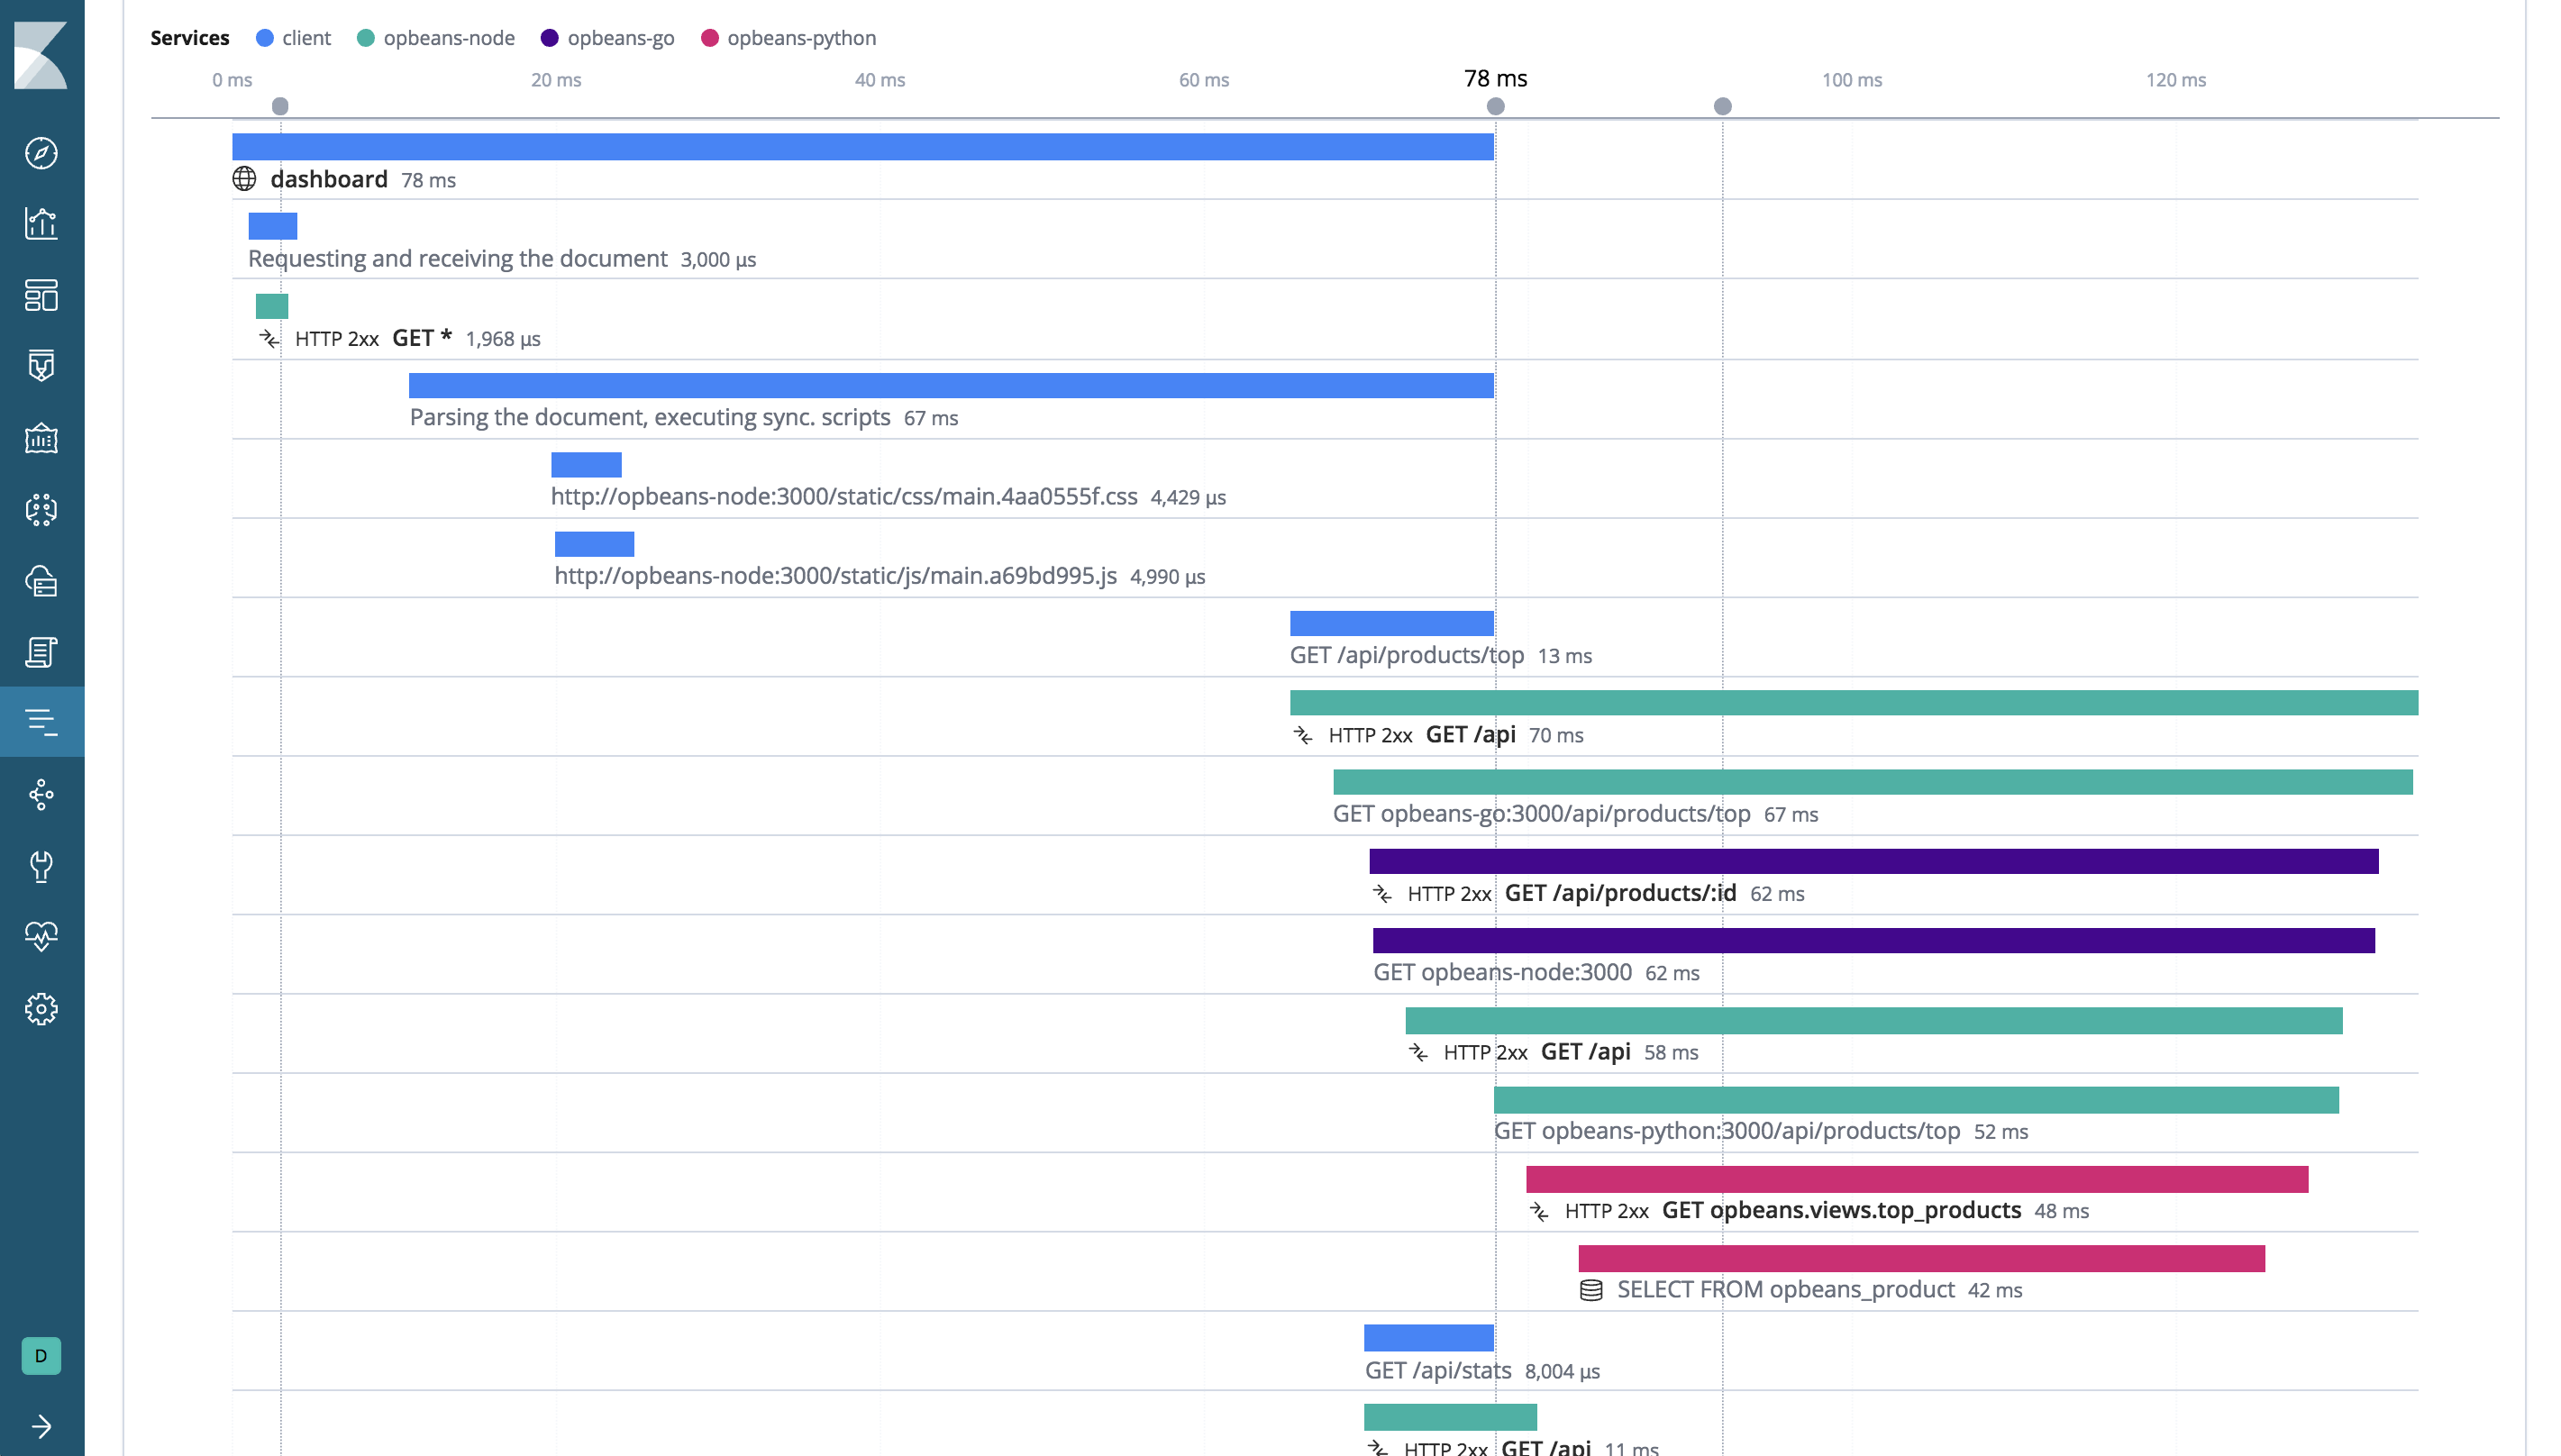 Services client opbeans-node opbeans-go opbeans-python
0 ms 20 ms 40 ms 60 ms 78 ms 100 ms 120 ms
dashboard 78 ms
Requesting and receiving the document 3,000 μs
HTTP 2xx GET * 1,968 μs
Parsing the document, executing sync. scripts 67 ms
http://opbeans-node:3000/static/css/main.4aa0555f.css 4,429 μs
http://opbeans-node:3000/static/js/main.a69bd995.js 4,990 μs
GET /api/products/top 13 ms
HTTP 2xx GET /api 70 ms
GET opbeans-go:3000/api/products/top 67 ms
HTTP 2xx GET /api/products/:id 62 ms
GET opbeans-node:3000 62 ms
HTTP 2xx GET /api 58 ms
GET opbeans-python:3000/api/products/top 52 ms
HTTP 2xx GET opbeans.views.top_products 48 ms
SELECT FROM opbeans_product 42 ms
D
GET /api/stats 8,004 μs
HTTP 2xx GET /api 11 ms